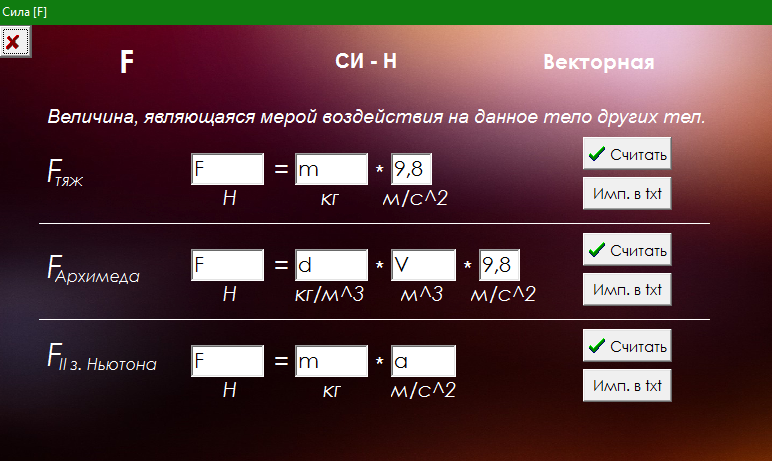 Сила [F]
F СИ - Н Векторная
Величина, являющаяся мерой воздействия на данное тело других тел.
Fтяж F = m * 9,8 Считать
Н кг м/с^2 Имп. в txt
FАрхимеда F = d * V * 9,8 Считать
Н кг/м^3 м^3 м/с^2 Имп. в txt
FII з. Ньютона F = m * a Считать
Н кг м/с^2 Имп. в txt